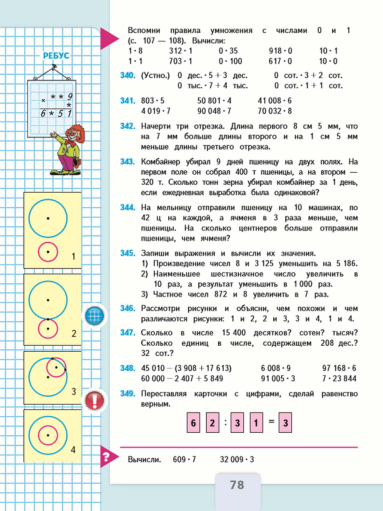 Вспомни правила умножения с числами 0 и 1
(с. 107 — 108). Вычисли:
1 · 8 312 · 1 0 · 35 918 · 0 10 · 1
1 · 1 703 · 1 0 · 100 617 · 0 10 · 0
РЕБУС
* * 9
×
*
6 * 5 1
340. (Устно.) 0 дес. · 5 + 3 дес. 0 сот. · 3 + 2 сот.
0 тыс. · 7 + 4 тыс. 0 сот. · 1 + 1 сот.
341. 803 · 5 50 801 · 4 41 008 · 6
4 019 · 7 90 048 · 7 70 032 · 8
342. Начерти три отрезка. Длина первого 8 см 5 мм, что
на 7 мм больше длины второго и на 1 см 5 мм
меньше длины третьего отрезка.
343. Комбайнер убирал 9 дней пшеницу на двух полях. На
первом поле он собрал 400 т пшеницы, а на втором —
320 т. Сколько тонн зерна убирал комбайнер за 1 день,
если ежедневная выработка была одинаковой?
344. На мельницу отправили пшеницу на 10 машинах, по
42 ц на каждой, а ячменя в 3 раза меньше, чем
пшеницы. На сколько центнеров больше отправили
пшеницы, чем ячменя?
345. Запиши выражения и вычисли их значения.
1) Произведение чисел 8 и 3 125 уменьшить на 5 186.
2) Наименьшее шестизначное число увеличить в
10 раз, а результат уменьшить в 1 000 раз.
3) Частное чисел 872 и 8 увеличить в 7 раз.
346. Рассмотри рисунки и объясни, чем похожи и чем
различаются рисунки: 1 и 2, 2 и 3, 3 и 4, 1 и 4.
347. Сколько в числе 15 400 десятков? сотен? тысяч?
Сколько единиц в числе, содержащем 208 дес.?
32 сот.?
348. 45 010 − (3 908 + 17 613) 6 008 · 9 97 168 · 6
60 000 − 2 407 + 5 849 91 005 · 3 7 · 23 844
349. Переставляя карточки с цифрами, сделай равенство
верным.
6 2 : 3 1 = 3
1
2
3
!
4
? Вычисли. 609 · 7 32 009 · 3
78